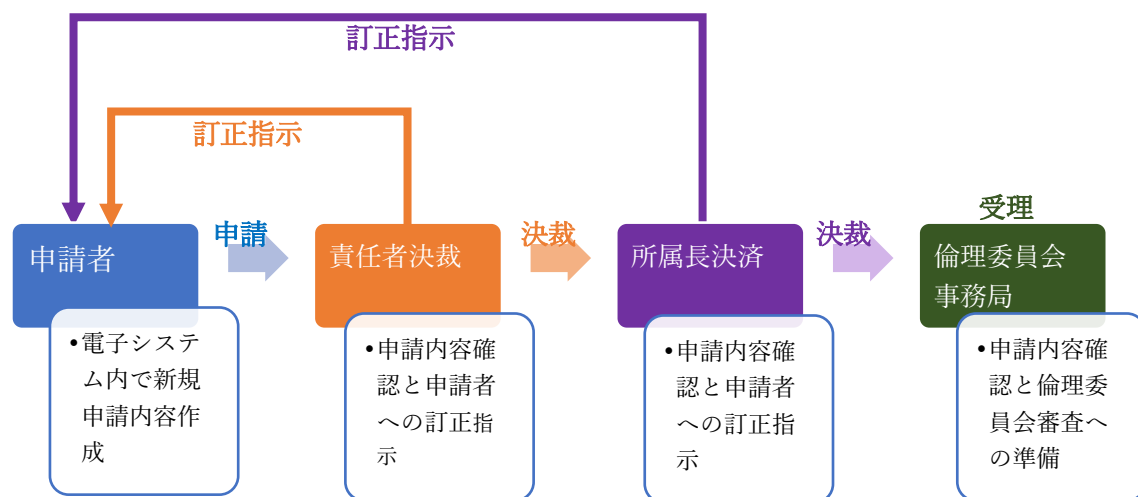 訂正指示
訂正指示
受理
申請
決裁
決裁
申請者
責任者決裁
所属長決済
倫理委員会
事務局
•電子システ
ム内で新規
申請内容作
成
•申請内容確
認と申請者
への訂正指
示
•申請内容確
認と申請者
への訂正指
示
•申請内容確
認と倫理委
員会審査へ
の準備